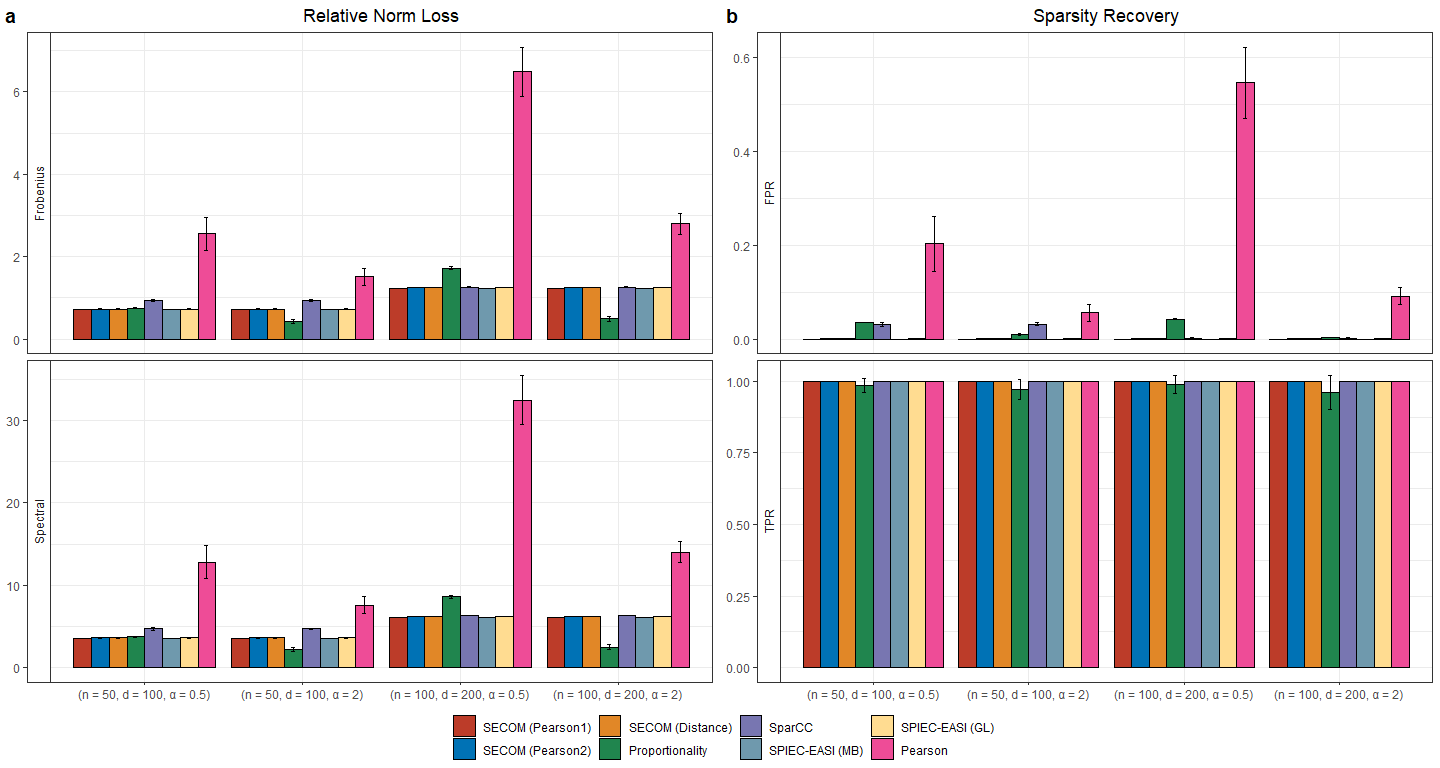 a
Relative Norm Loss
Frobenius
6
4
2
0
Spectral
30
20
10
0
(n = 50, d = 100, α = 0.5)
(n = 50, d = 100, α = 2)
(n = 100, d = 200, α = 0.5)
(n = 100, d = 200, α = 2)
b
Sparsity Recovery
FPR
0.6
0.4
0.2
0.0
TPR
1.00
0.75
0.50
0.25
0.00
(n = 50, d = 100, α = 0.5)
(n = 50, d = 100, α = 2)
(n = 100, d = 200, α = 0.5)
(n = 100, d = 200, α = 2)
SECOM (Pearson1)
SECOM (Distance)
SparCC
SPIEC-EASI (GL)
SECOM (Pearson2)
Proportionality
SPIEC-EASI (MB)
Pearson